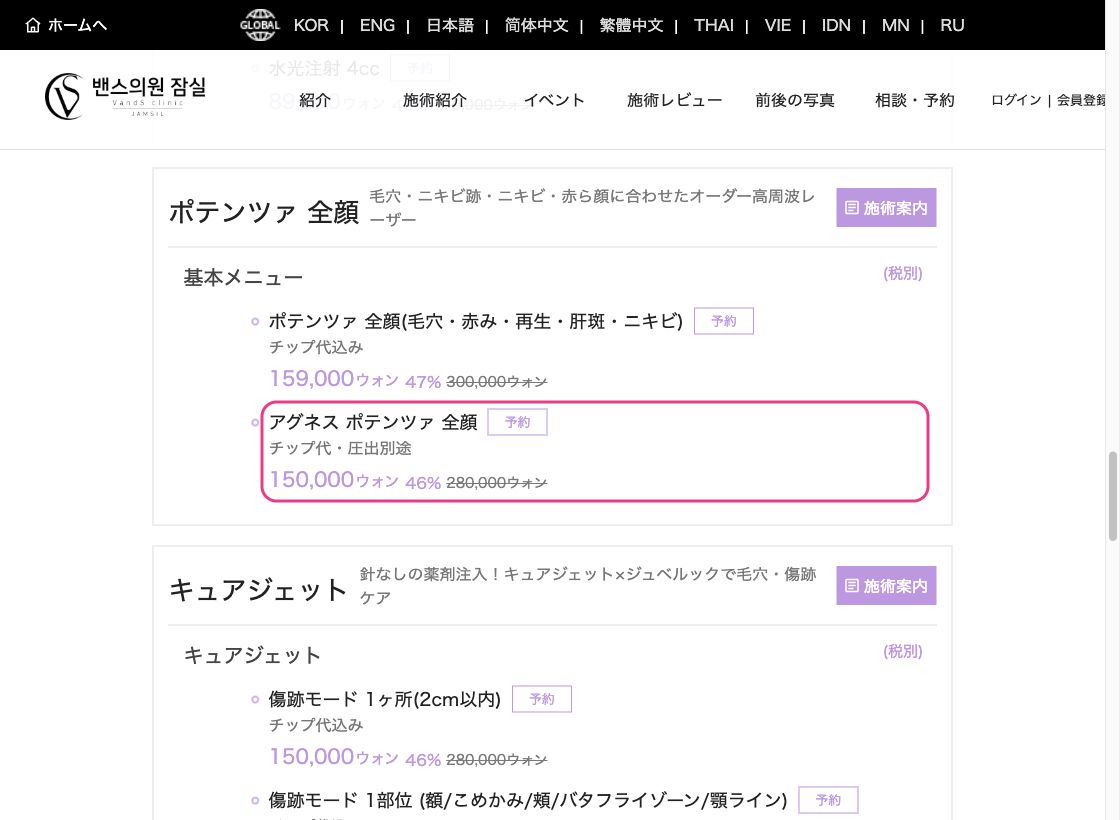 ホームへ
GLOBAL KOR | ENG | 日本語 | 简体中文 | 繁體中文 | THAI | VIE | IDN | MN | RU
水光注射 4cc 予約
밴스의원 잠실
VandS clinic
JAMSIL
紹介 施術紹介 イベント 施術レビュー 前後の写真 相談・予約 ログイン | 会員登録
ポテンツァ 全顔
毛穴・ニキビ跡・ニキビ・赤ら顔に合わせたオーダー高周波レ
ーザー
施術案内
基本メニュー
(税別)
ポテンツァ 全顔(毛穴・赤み・再生・肝斑・ニキビ) 予約
チップ代込み
159,000ウォン 47% 300,000ウォン
アグネス ポテンツァ 全顔 予約
チップ代・圧出別途
150,000ウォン 46% 280,000ウォン
キュアジェット
針なしの薬剤注入！キュアジェット×ジュベルックで毛穴・傷跡
ケア
施術案内
キュアジェット
(税別)
傷跡モード 1ヶ所(2cm以内) 予約
チップ代込み
150,000ウォン 46% 280,000ウォン
傷跡モード 1部位 (額/こめかみ/頬/バタフライゾーン/顎ライン) 予約